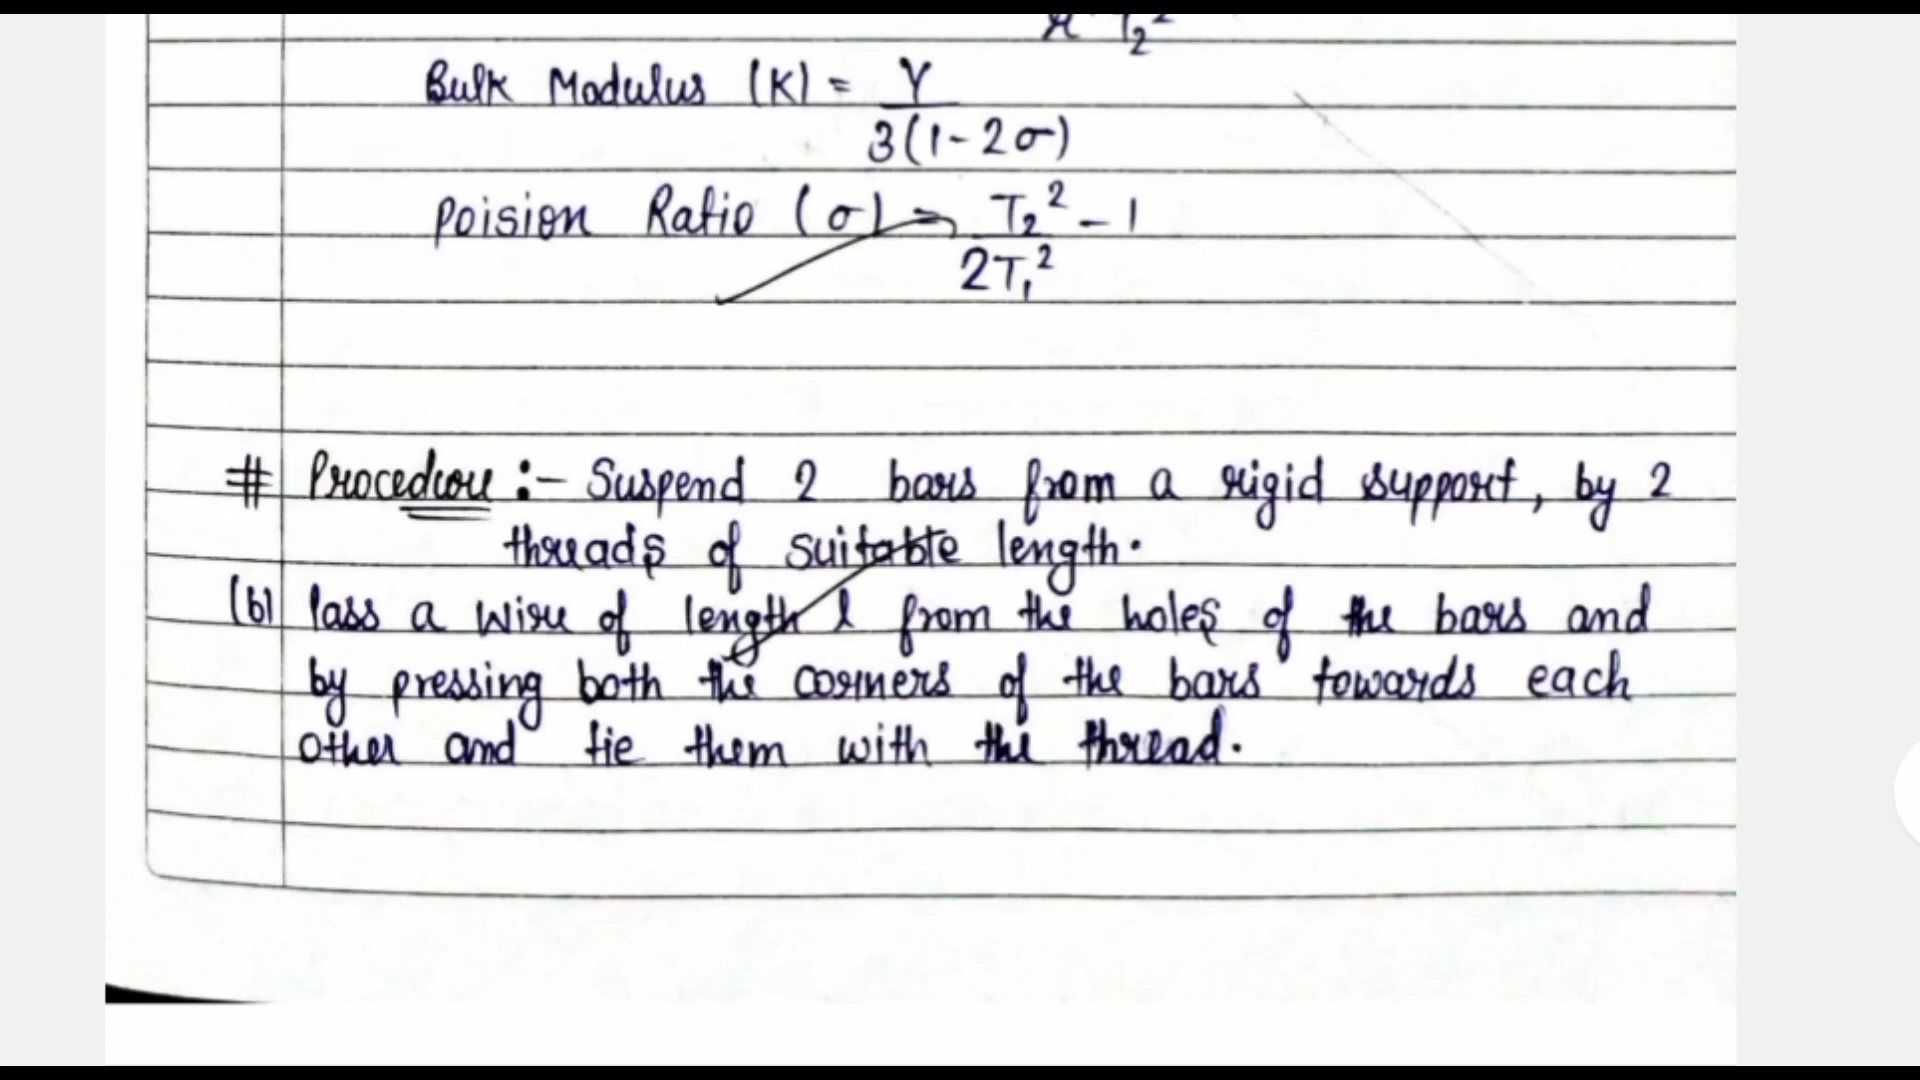 Bulk Modulus (K) = Y
3(1-2σ)
Poision Ratio (σ) = T₂² - 1
2T₁²
# Procedure :- Suspend 2 bars from a rigid support, by 2
threads of suitable length.
(b) Pass a wire of length l from the holes of the bars and
by pressing both the corners of the bars towards each
other and tie them with the thread.